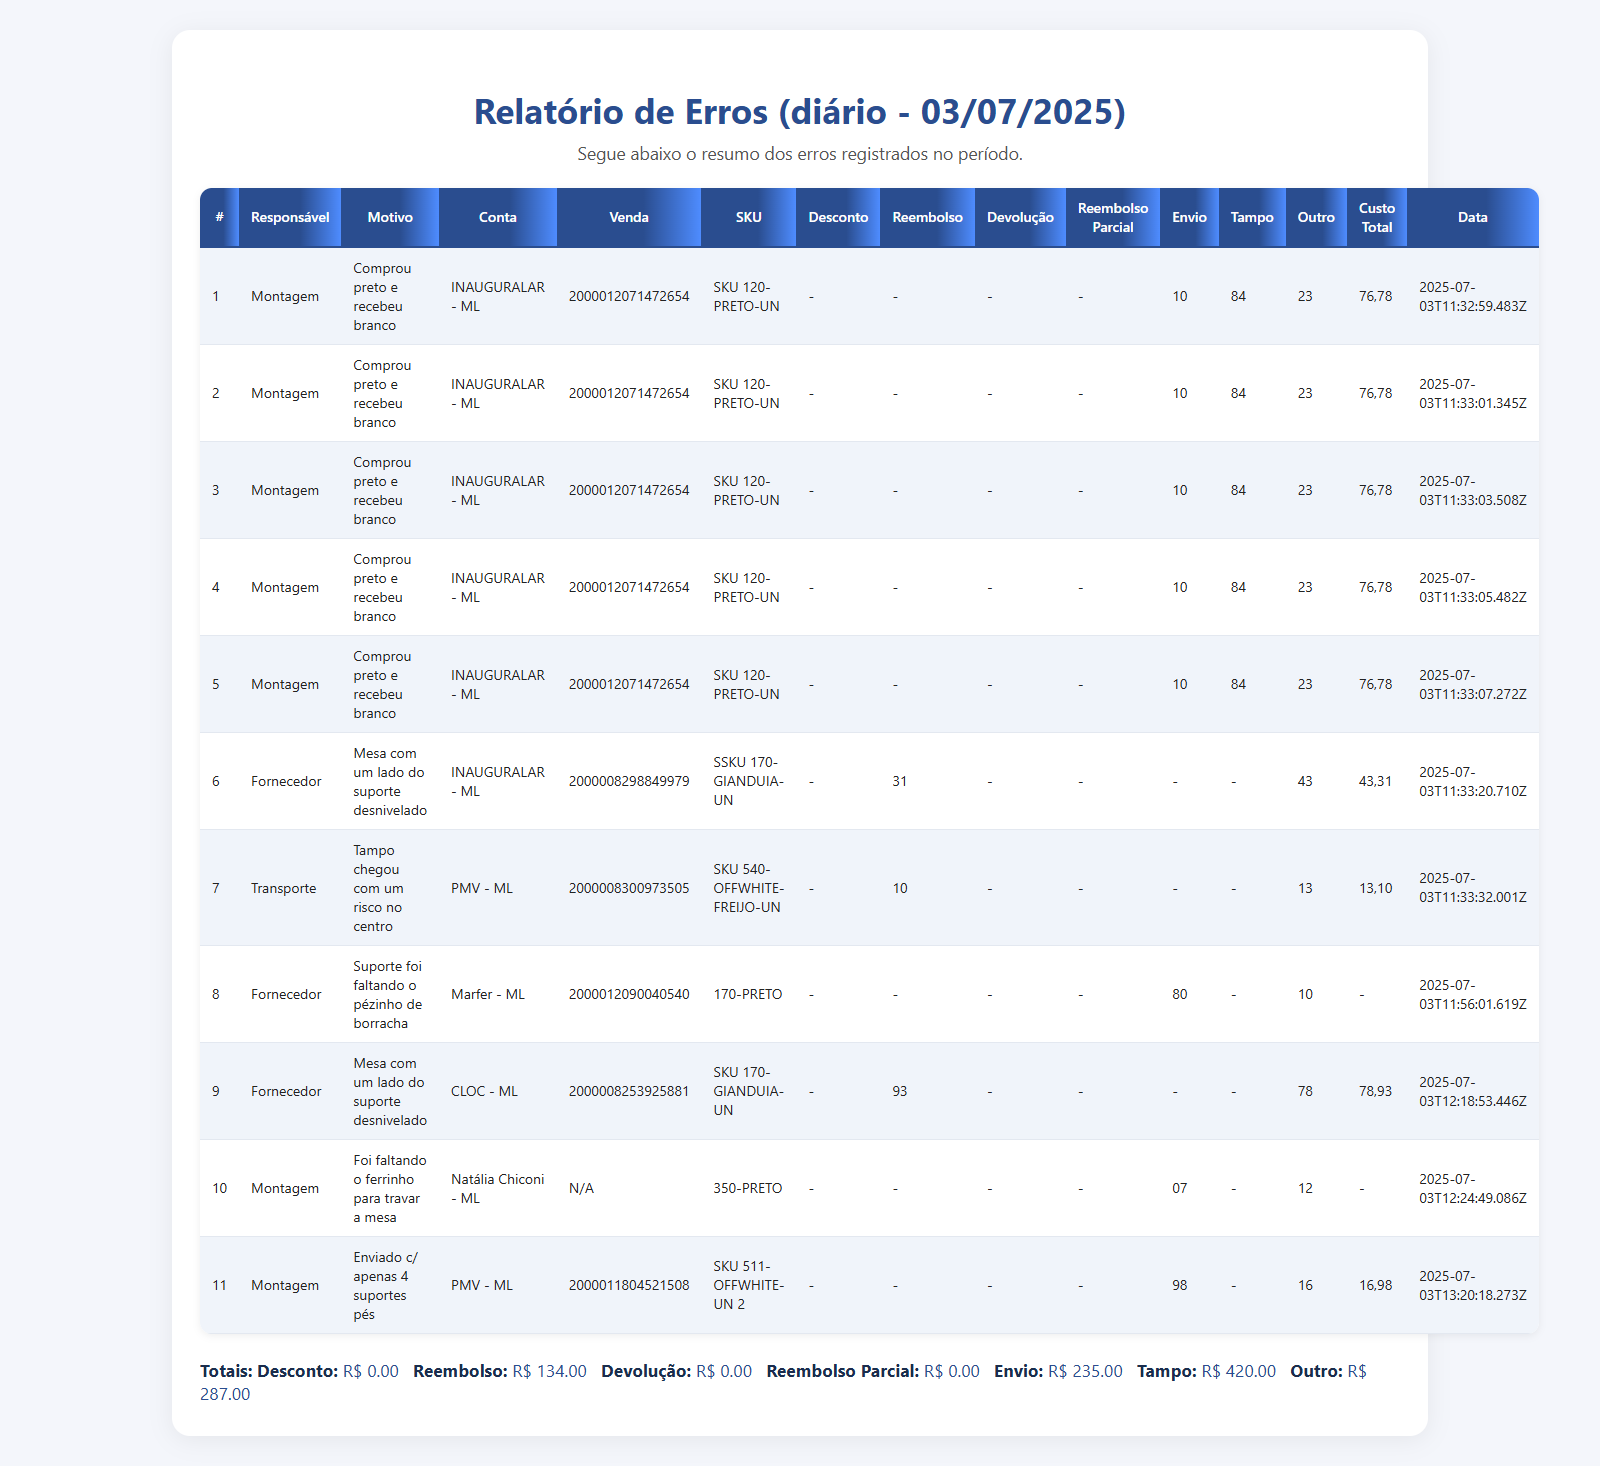 Relatório de Erros (diário - 03/07/2025)
Segue abaixo o resumo dos erros registrados no período.
# Responsável Motivo Conta Venda SKU Desconto Reembolso Devolução Reembolso Parcial Envio Tampo Outro Custo Total Data
1 Montagem Comprou preto e recebeu branco INAUGURALAR - ML 2000012071472654 SKU 120-PRETO-UN - - - - 10 84 23 76,78 2025-07-03T11:32:59.483Z
2 Montagem Comprou preto e recebeu branco INAUGURALAR - ML 2000012071472654 SKU 120-PRETO-UN - - - - 10 84 23 76,78 2025-07-03T11:33:01.345Z
3 Montagem Comprou preto e recebeu branco INAUGURALAR - ML 2000012071472654 SKU 120-PRETO-UN - - - - 10 84 23 76,78 2025-07-03T11:33:03.508Z
4 Montagem Comprou preto e recebeu branco INAUGURALAR - ML 2000012071472654 SKU 120-PRETO-UN - - - - 10 84 23 76,78 2025-07-03T11:33:05.482Z
5 Montagem Comprou preto e recebeu branco INAUGURALAR - ML 2000012071472654 SKU 120-PRETO-UN - - - - 10 84 23 76,78 2025-07-03T11:33:07.272Z
6 Fornecedor Mesa com um lado do suporte desnivelado INAUGURALAR - ML 2000008298849979 SSKU 170-GIANDUIA-UN - 31 - - - - 43 43,31 2025-07-03T11:33:20.710Z
7 Transporte Tampo chegou com um risco no centro PMV - ML 2000008300973505 SKU 540-OFFWHITE-FREIJO-UN - 10 - - - - 13 13,10 2025-07-03T11:33:32.001Z
8 Fornecedor Suporte foi faltando o pézinho de borracha Marfer - ML 2000012090040540 170-PRETO - - - - 80 - 10 - 2025-07-03T11:56:01.619Z
9 Fornecedor Mesa com um lado do suporte desnivelado CLOC - ML 2000008253925881 SKU 170-GIANDUIA-UN - 93 - - - - 78 78,93 2025-07-03T12:18:53.446Z
10 Montagem Foi faltando o ferrinho para travar a mesa Natália Chiconi - ML N/A 350-PRETO - - - - 07 - 12 - 2025-07-03T12:24:49.086Z
11 Montagem Enviado c/ apenas 4 suportes pés PMV - ML 2000011804521508 SKU 511-OFFWHITE-UN 2 - - - - 98 - 16 16,98 2025-07-03T13:20:18.273Z
Totais: Desconto: R$ 0.00 Reembolso: R$ 134.00 Devolução: R$ 0.00 Reembolso Parcial: R$ 0.00 Envio: R$ 235.00 Tampo: R$ 420.00 Outro: R$
287.00